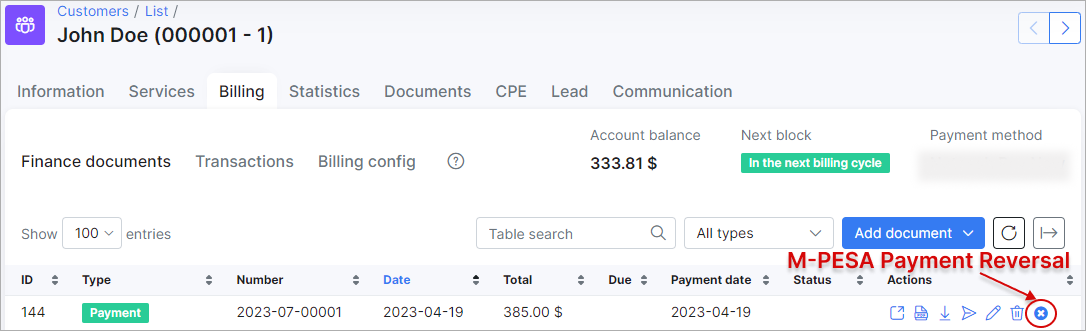 Customers / List /
John Doe (000001 - 1)
Information Services Billing Statistics Documents CPE Lead Communication
Account balance Next block Payment method
Finance documents Transactions Billing config ?
333.81 $ In the next billing cycle
Show 100 entries Table search All types Add document
M-PESA Payment Reversal
ID Type Number Date Total Due Payment date Status Actions
144 Payment 2023-07-00001 2023-04-19 385.00 $ 2023-04-19